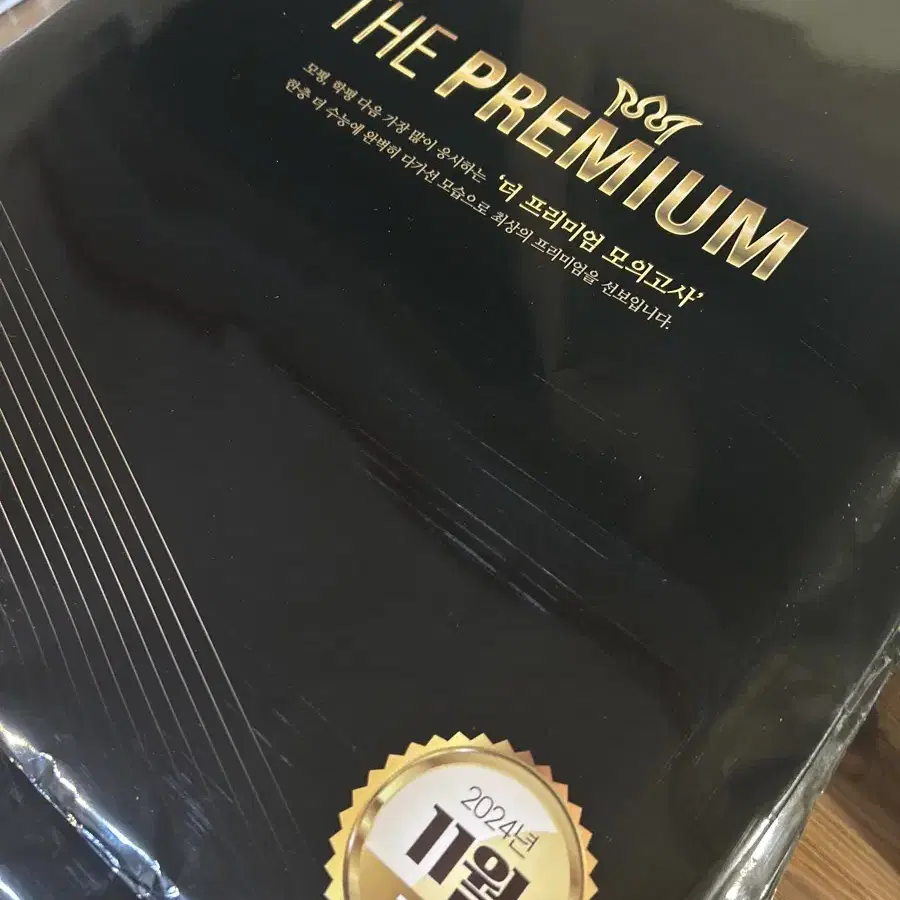 THE PREMIUM
모평, 학평 다음 가장 많이 응시하는 '더 프리미엄 모의고사'
한층 더 수능에 완벽히 다가선 모습으로 최상의 프리미엄을 선보입니다.
2024년
11월